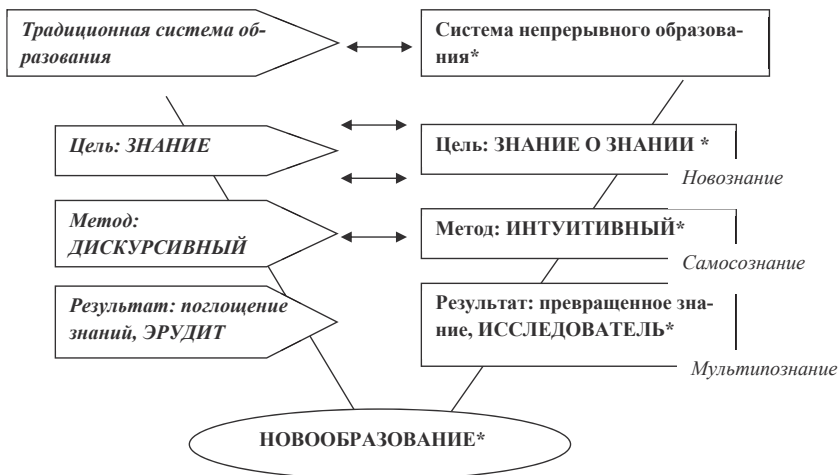 Традиционная система об-
разования
Система непрерывного образова-
ния*
Цель: ЗНАНИЕ
Цель: ЗНАНИЕ О ЗНАНИИ *
Новознание
Метод:
ДИСКУРСИВНЫЙ
Метод: ИНТУИТИВНЫЙ*
Самосознание
Результат: поглощение
знаний, ЭРУДИТ
Результат: превращенное зна-
ние, ИССЛЕДОВАТЕЛЬ*
Мультипознание
НОВООБРАЗОВАНИЕ*